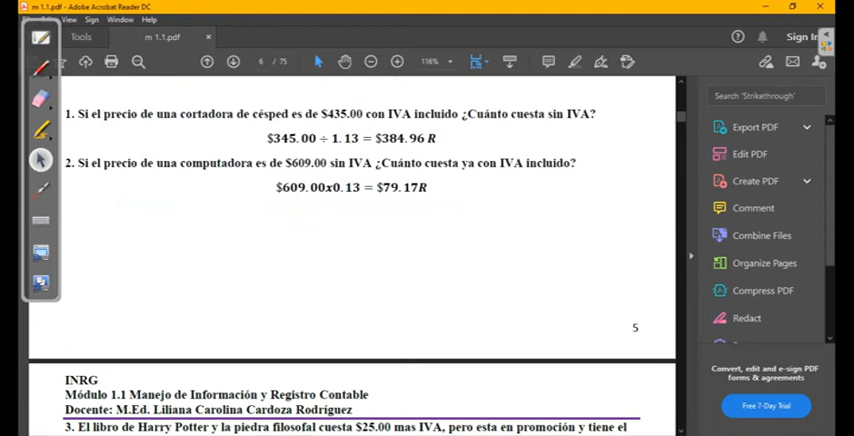 m 1.1.pdf - Adobe Acrobat Reader DC
View Sign Window Help
Tools
m 1.1.pdf
Sign In
6 / 75
116%
1. Si el precio de una cortadora de césped es de $435.00 con IVA incluido ¿Cuánto cuesta sin IVA?
$345.00 ÷ 1.13 = $384.96 R
2. Si el precio de una computadora es de $609.00 sin IVA ¿Cuánto cuesta ya con IVA incluido?
$609.00x0.13 = $79.17R
5
INRG
Módulo 1.1 Manejo de Información y Registro Contable
Docente: M.Ed. Liliana Carolina Cardoza Rodríguez
3. El libro de Harry Potter y la piedra filosofal cuesta $25.00 mas IVA, pero esta en promoción y tiene el
Search 'Strikethrough'
Export PDF
Edit PDF
Create PDF
Comment
Combine Files
Organize Pages
Compress PDF
Redact
Convert, edit and e-sign PDF
forms & agreements
Free 7-Day Trial